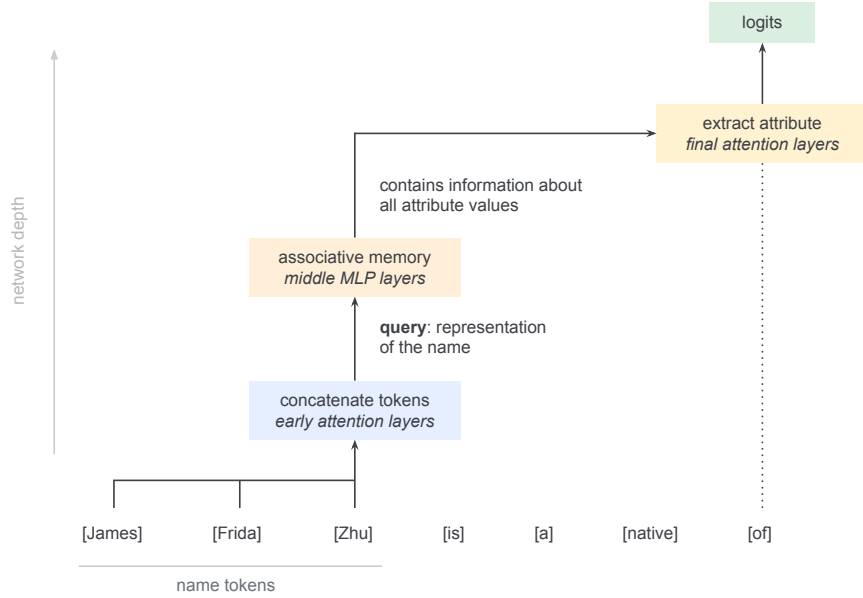 logits
extract attribute
final attention layers
contains information about
all attribute values
network depth
associative memory
middle MLP layers
query: representation
of the name
concatenate tokens
early attention layers
[James] [Frida] [Zhu] [is] [a] [native] [of]
name tokens